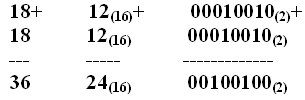 18+ 12(16)+ 00010010(2)+
18 12(16) 00010010(2)
--- ----- -------------
36 24(16) 00100100(2)